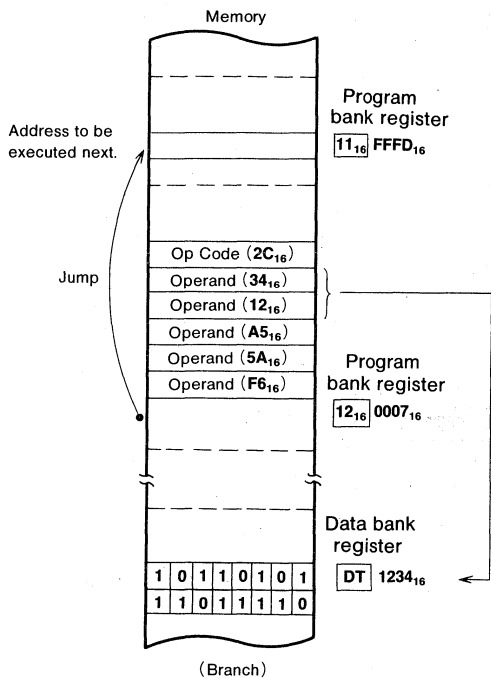 Memory
Program
bank register
11₁₆ FFFD₁₆
Address to be
executed next.
Jump
Op Code (2C₁₆)
Operand (34₁₆)
Operand (12₁₆)
Operand (A5₁₆)
Operand (5A₁₆)
Operand (F6₁₆)
Program
bank register
12₁₆ 0007₁₆
Data bank
register
DT 1234₁₆
1 0 1 1 0 1 0 1
1 1 0 1 1 1 1 0
(Branch)